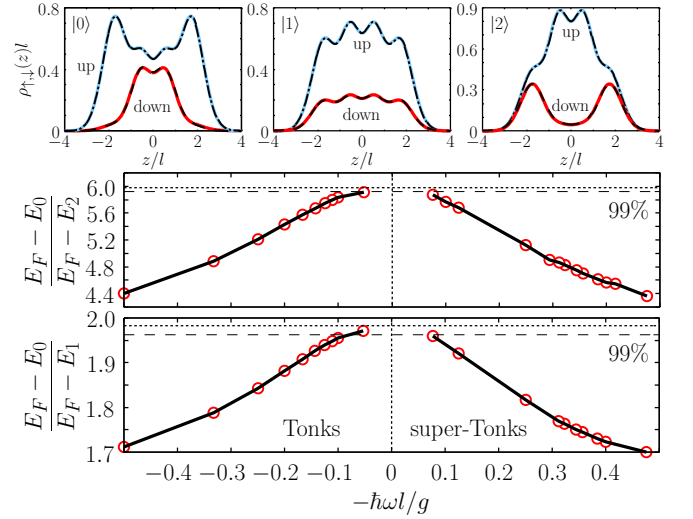 ρ↑,↓(z)l
|0⟩
up
down
0.8
0.4
0
−4 −2 0 2 4
z/l
|1⟩
up
down
0.8
0.4
0
−4 −2 0 2 4
z/l
|2⟩
up
down
0.9
0.6
0.3
0
−4 −2 0 2 4
z/l
E_F − E_0
E_F − E_2
6.0
5.6
5.2
4.8
4.4
99%
E_F − E_0
E_F − E_1
2.0
1.9
1.8
1.7
99%
Tonks
super-Tonks
−0.4 −0.3 −0.2 −0.1 0 0.1 0.2 0.3 0.4
−ħωl/g